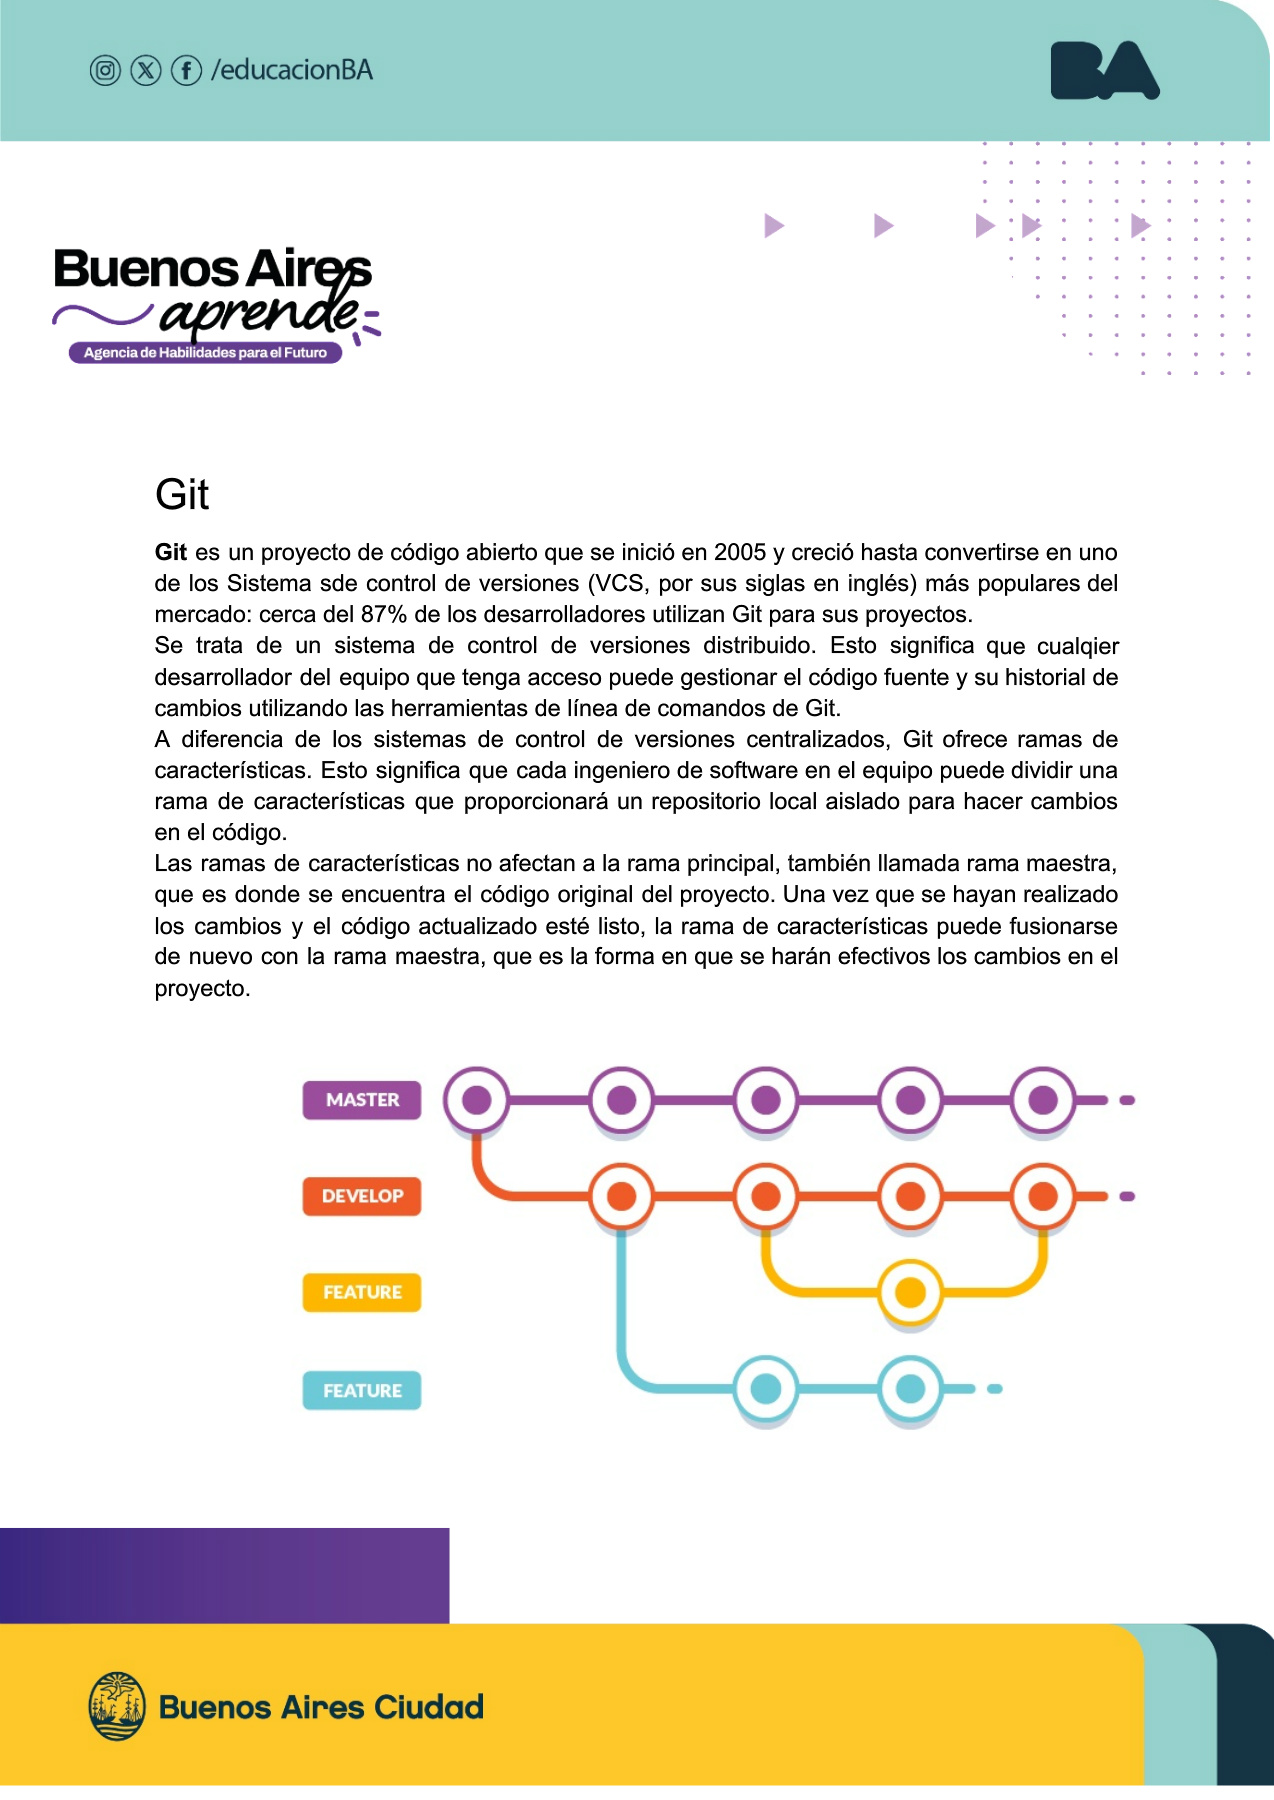 /educacionBA
BA
Buenos Aires
aprende
Agencia de Habilidades para el Futuro
Git
Git es un proyecto de código abierto que se inició en 2005 y creció hasta convertirse en uno
de los Sistema sde control de versiones (VCS, por sus siglas en inglés) más populares del
mercado: cerca del 87% de los desarrolladores utilizan Git para sus proyectos.
Se trata de un sistema de control de versiones distribuido. Esto significa que cualqier
desarrollador del equipo que tenga acceso puede gestionar el código fuente y su historial de
cambios utilizando las herramientas de línea de comandos de Git.
A diferencia de los sistemas de control de versiones centralizados, Git ofrece ramas de
características. Esto significa que cada ingeniero de software en el equipo puede dividir una
rama de características que proporcionará un repositorio local aislado para hacer cambios
en el código.
Las ramas de características no afectan a la rama principal, también llamada rama maestra,
que es donde se encuentra el código original del proyecto. Una vez que se hayan realizado
los cambios y el código actualizado esté listo, la rama de características puede fusionarse
de nuevo con la rama maestra, que es la forma en que se harán efectivos los cambios en el
proyecto.
MASTER
DEVELOP
FEATURE
FEATURE
Buenos Aires Ciudad